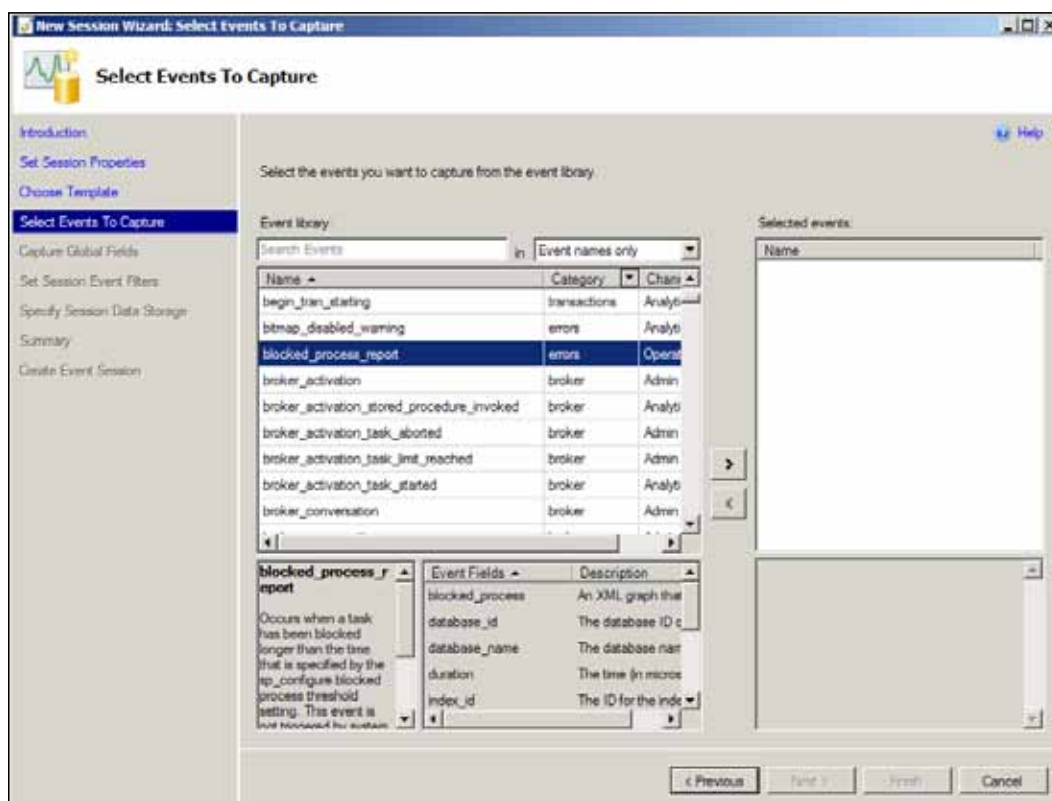 New Session Wizard: Select Events To Capture
Select Events To Capture
Introduction
Set Session Properties
Choose Template
Select Events To Capture
Capture Global Fields
Set Session Event Filters
Specify Session Data Storage
Summary
Create Event Session
Help
Select the events you want to capture from the event library.
Event library:
Search Events
in
Event names only
Name
Category
Chan
begin_tran_starting
transactions
Analyti
bitmap_disabled_warning
errors
Analyti
blocked_process_report
errors
Operat
broker_activation
broker
Admin
broker_activation_stored_procedure_invoked
broker
Analyti
broker_activation_task_aborted
broker
Admin
broker_activation_task_limit_reached
broker
Admin
broker_activation_task_started
broker
Analyti
broker_conversation
broker
Admin
>
<
Selected events:
Name
blocked_process_r
eport
Occurs when a task
has been blocked
longer than the time
that is specified by the
sp_configure blocked
process threshold
setting. This event is
not triggered by system
Event Fields
Description
blocked_process
An XML graph that
database_id
The database ID o
database_name
The database nam
duration
The time (in micros
index_id
The ID for the inde
< Previous
Next >
Finish
Cancel